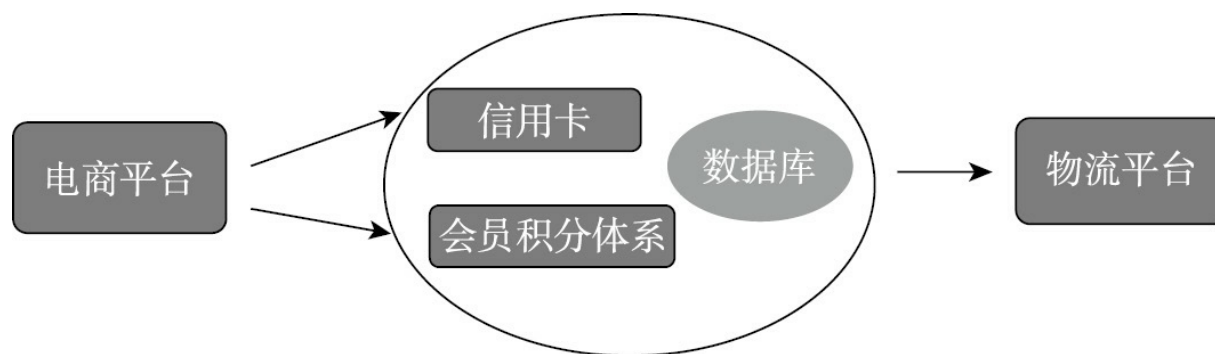 电商平台
信用卡
会员积分体系
数据库
物流平台